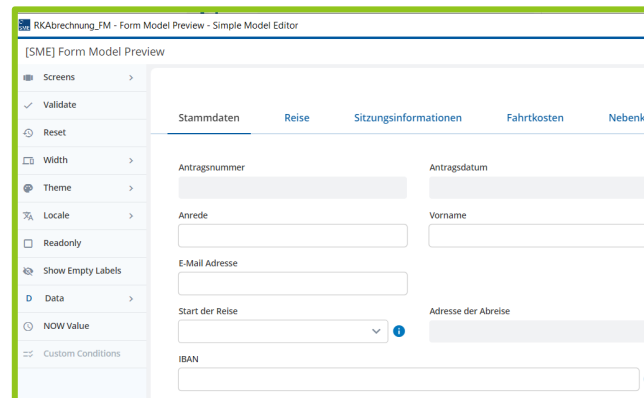 RKAbrechnung_FM - Form Model Preview - Simple Model Editor
[SME] Form Model Preview
Screens
Validate
Reset
Width
Theme
Locale
Readonly
Show Empty Labels
D Data
NOW Value
Custom Conditions
Stammdaten Reise Sitzungsinformationen Fahrtkosten Nebenk
Antragsnummer Antragsdatum
Anrede Vorname
E-Mail Adresse
Start der Reise Adresse der Abreise
IBAN